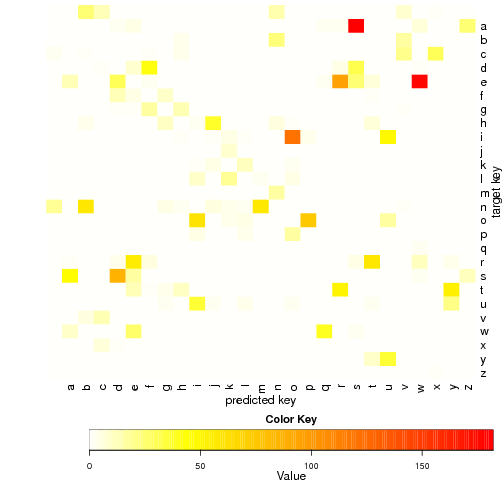 a
b
c
d
e
f
g
h
i
j
k
l
m
n
o
p
q
r
s
t
u
v
w
x
y
z
target key
a b c d e f g h i j k l m n o p q r s t u v w x y z
predicted key
Color Key
0 50 100 150
Value